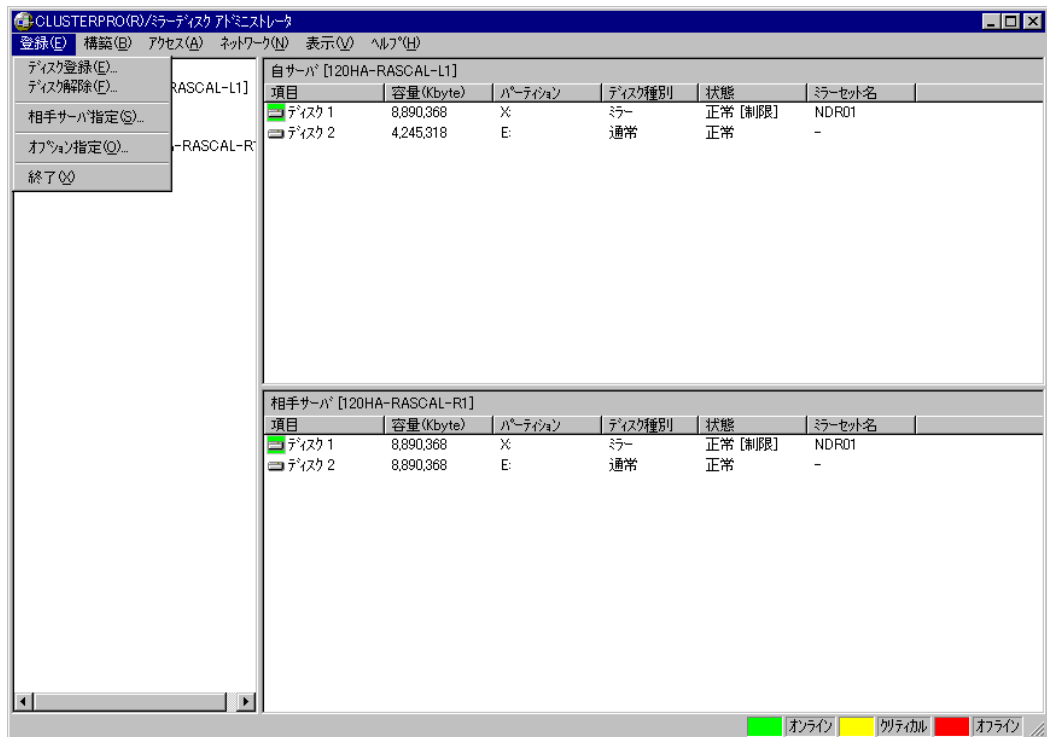 CLUSTERPRO(R)/ﾐﾗｰﾃﾞｨｽｸ ｱﾄﾞﾐﾆｽﾄﾚｰﾀ
登録(E) 構築(B) ｱｸｾｽ(A) ﾈｯﾄﾜｰｸ(N) 表示(V) ﾍﾙﾌﾟ(H)
ﾃﾞｨｽｸ登録(E)...
ﾃﾞｨｽｸ解除(F)...
相手ｻｰﾊﾞ指定(S)...
ｵﾌﾟｼｮﾝ指定(O)...
終了(X)
RASCAL-L1]
-RASCAL-R
自ｻｰﾊﾞ [120HA-RASCAL-L1]
項目 容量(Kbyte) ﾊﾟｰﾃｨｼｮﾝ ﾃﾞｨｽｸ種別 状態 ﾐﾗｰｾｯﾄ名
ﾃﾞｨｽｸ 1 8,890,368 X: ﾐﾗｰ 正常 [制限] NDR01
ﾃﾞｨｽｸ 2 4,245,318 E: 通常 正常 -
相手ｻｰﾊﾞ [120HA-RASCAL-R1]
項目 容量(Kbyte) ﾊﾟｰﾃｨｼｮﾝ ﾃﾞｨｽｸ種別 状態 ﾐﾗｰｾｯﾄ名
ﾃﾞｨｽｸ 1 8,890,368 X: ﾐﾗｰ 正常 [制限] NDR01
ﾃﾞｨｽｸ 2 8,890,368 E: 通常 正常 -
ｵﾝﾗｲﾝ ｸﾘﾃｨｶﾙ ｵﾌﾗｲﾝ